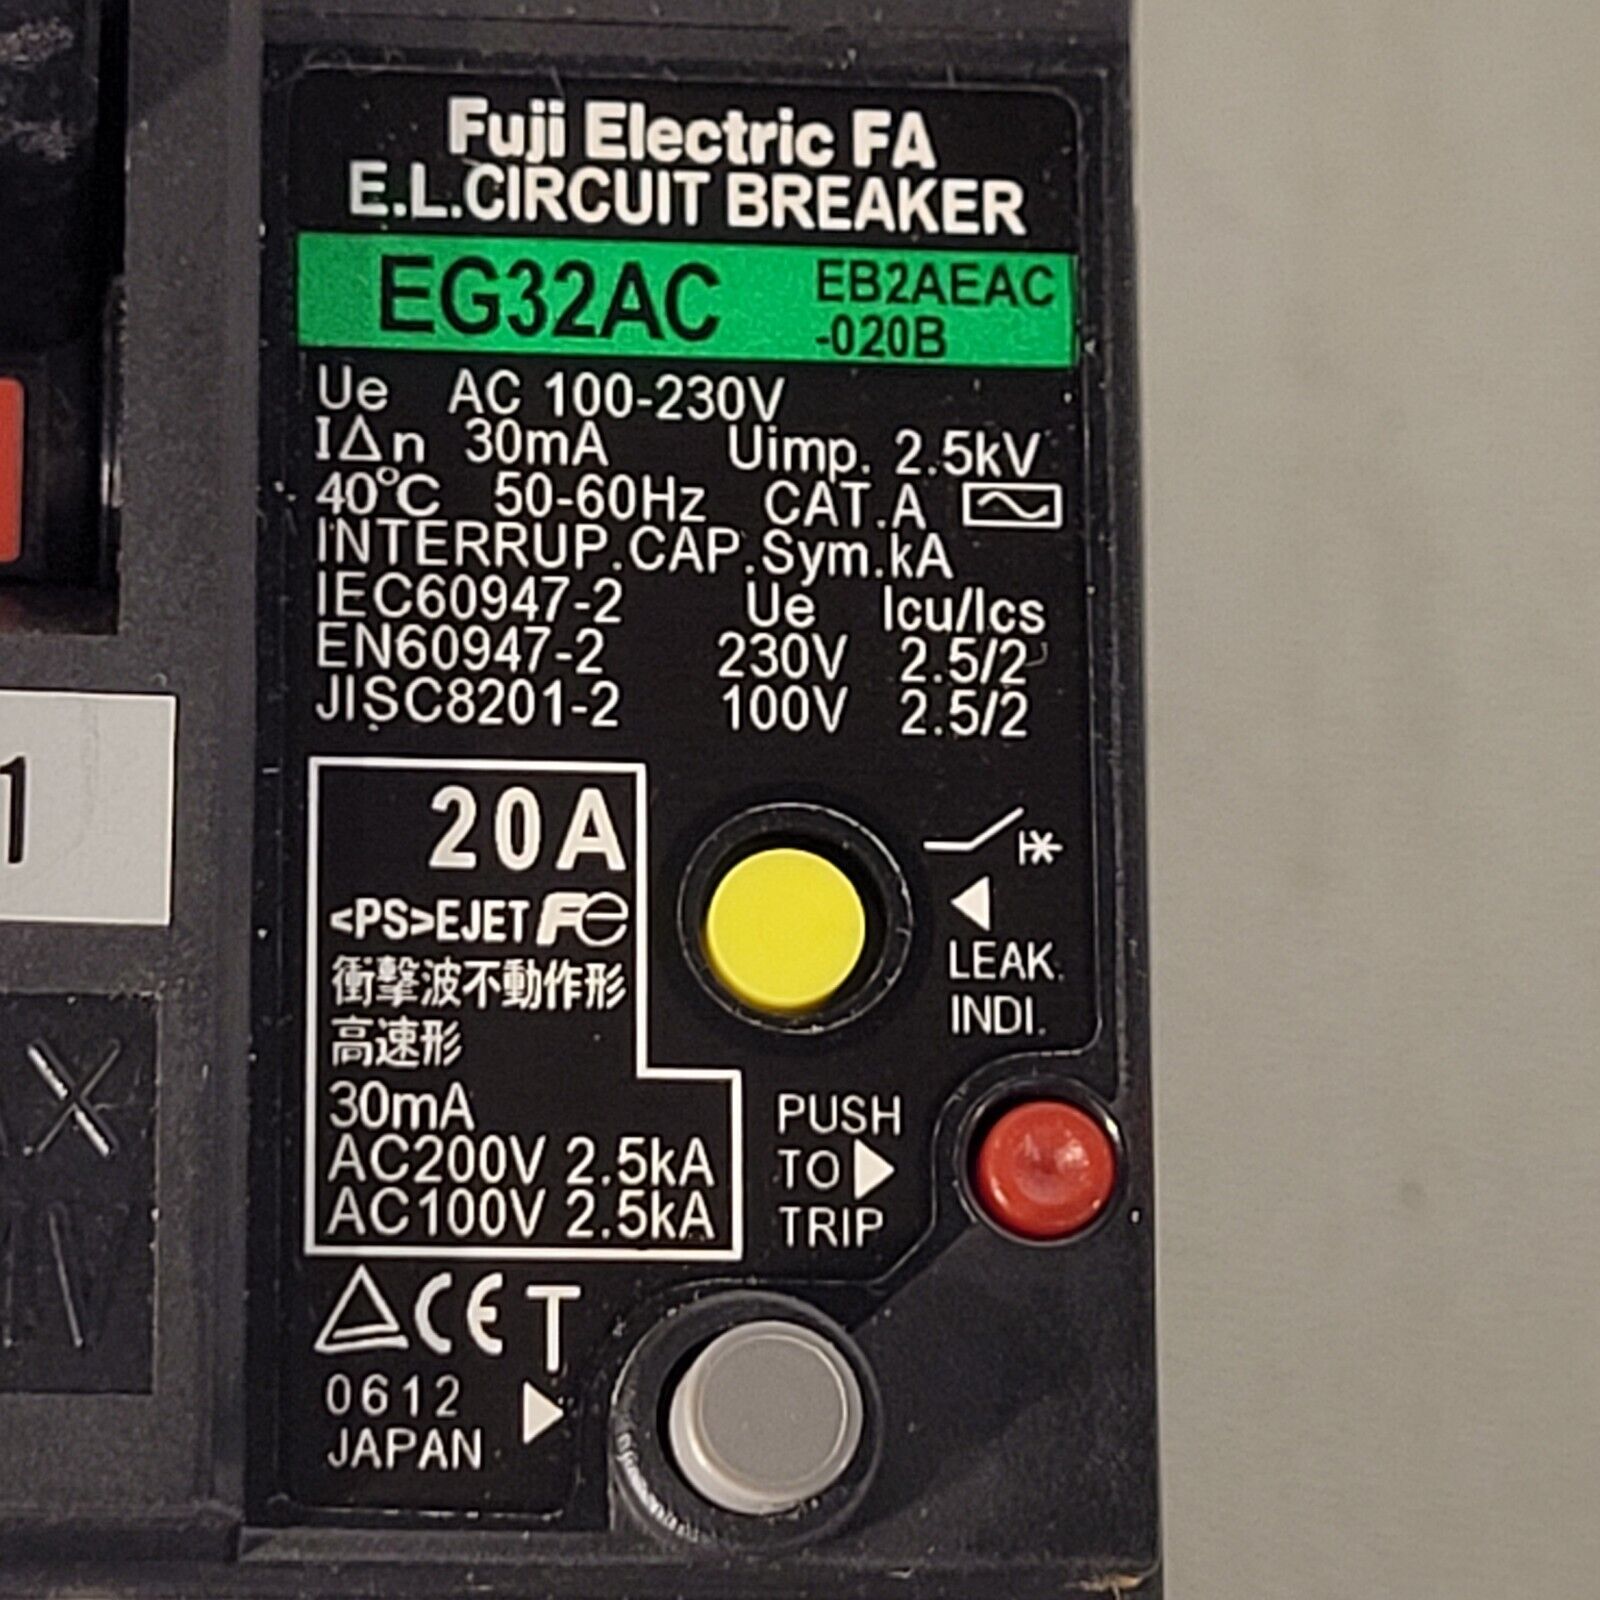 Fuji Electric FA
E.L.CIRCUIT BREAKER
EG32AC
EB2AEAC
-020B
Ue AC 100-230V
IΔn 30mA Uimp. 2.5kV
40°C 50-60Hz CAT.A
INTERRUP.CAP.Sym.kA
IEC60947-2 Ue Icu/Ics
EN60947-2 230V 2.5/2
JISC8201-2 100V 2.5/2
20A
<PS>EJET Fe
衝撃波不動作形
高速形
30mA
AC200V 2.5kA
AC100V 2.5kA
LEAK.
INDI.
PUSH
TO
TRIP
CE T
0612
JAPAN
1